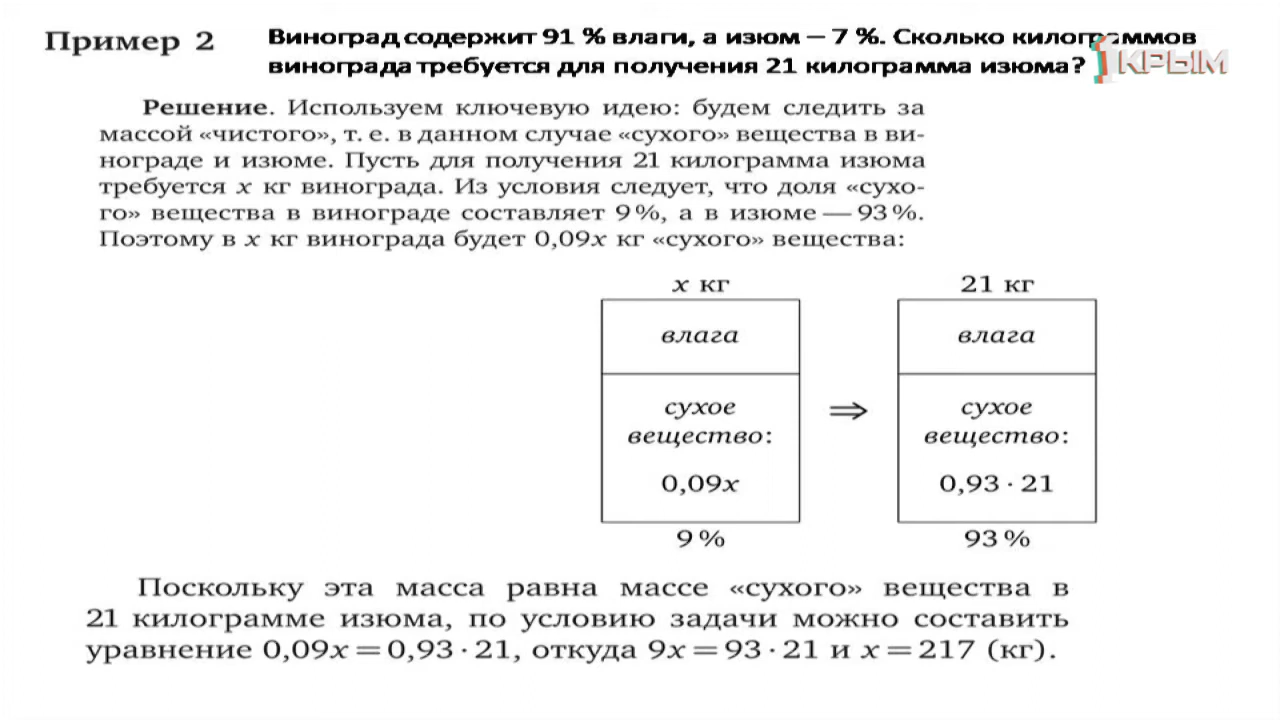 Пример 2
Виноград содержит 91 % влаги, а изюм – 7 %. Сколько килограммов
винограда требуется для получения 21 килограмма изюма?
1КРЫМ
Решение. Используем ключевую идею: будем следить за
массой «чистого», т. е. в данном случае «сухого» вещества в ви-
нограде и изюме. Пусть для получения 21 килограмма изюма
требуется x кг винограда. Из условия следует, что доля «сухо-
го» вещества в винограде составляет 9 %, а в изюме — 93 %.
Поэтому в x кг винограда будет 0,09x кг «сухого» вещества:
x кг
влага
сухое
вещество:
0,09x
9 %
⇒
21 кг
влага
сухое
вещество:
0,93 · 21
93 %
Поскольку эта масса равна массе «сухого» вещества в
21 килограмме изюма, по условию задачи можно составить
уравнение 0,09x = 0,93 · 21, откуда 9x = 93 · 21 и x = 217 (кг).